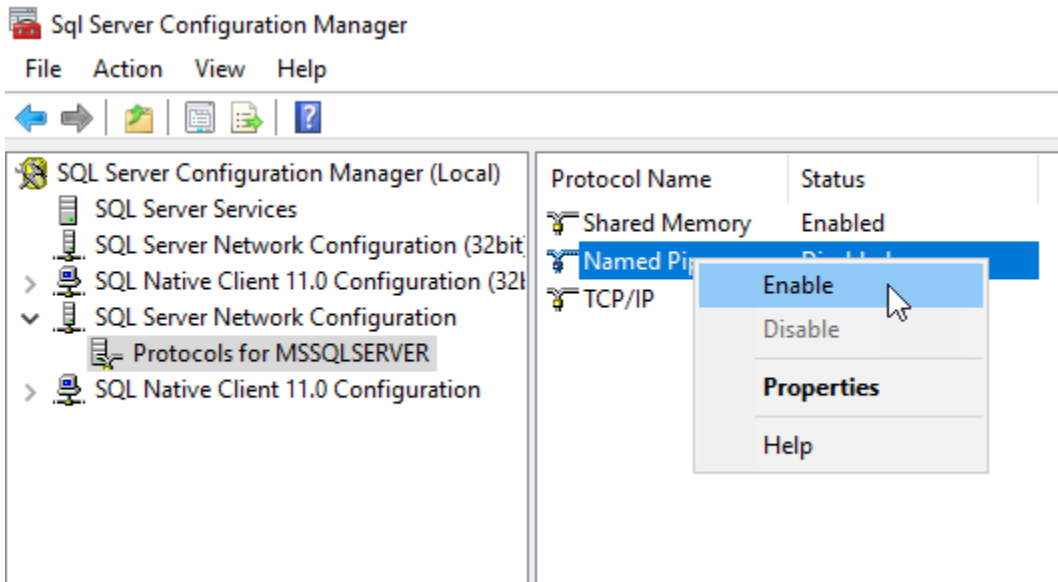 Sql Server Configuration Manager
File Action View Help
SQL Server Configuration Manager (Local)
SQL Server Services
SQL Server Network Configuration (32bit
SQL Native Client 11.0 Configuration (32b
SQL Server Network Configuration
Protocols for MSSQLSERVER
SQL Native Client 11.0 Configuration
Protocol Name Status
Shared Memory Enabled
Named Pip
TCP/IP
Enable
Disable
Properties
Help